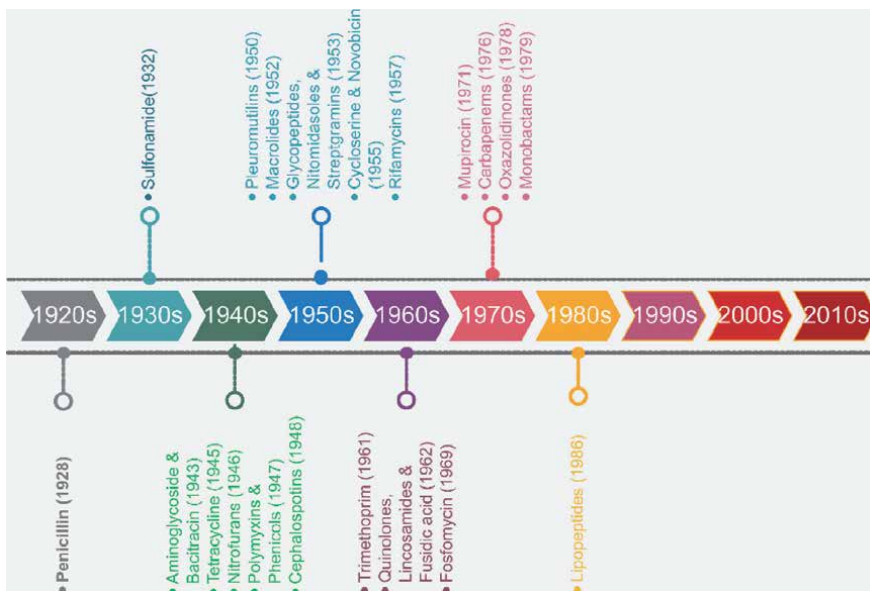 • Sulfonamide(1932)
• Pleuromutilins (1950)
• Macrolides (1952)
• Glycopeptides,
Nitomidasoles &
Streptgramins (1953)
• Cycloserine & Novobicin
(1955)
• Rifamycins (1957)
• Mupirocin (1971)
• Carbapenems (1976)
• Oxazolidinones (1978)
• Monobactams (1979)
1920s
1930s
1940s
1950s
1960s
1970s
1980s
1990s
2000s
2010s
• Penicillin (1928)
• Aminoglycoside &
Bacitracin (1943)
• Tetracycline (1945)
• Nitrofurans (1946)
• Polymyxins &
Phenicols (1947)
• Cephalospotins (1948)
• Trimethoprim (1961)
• Quinolones,
Lincosamides &
Fusidic acid (1962)
• Fosfomycin (1969)
• Lipopeptides (1986)